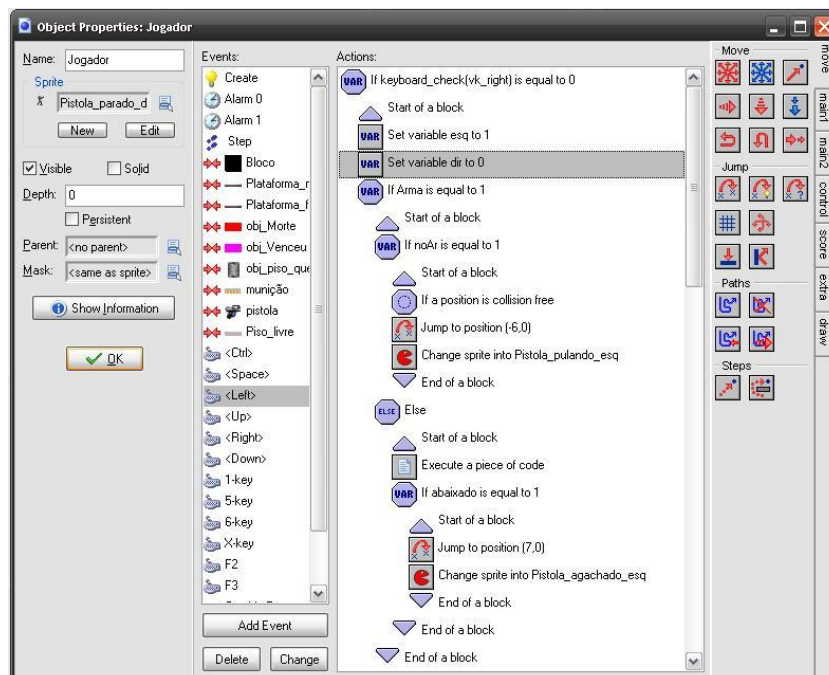 Object Properties: Jogador
Name: Jogador
Sprite
Pistola_parado_d
New Edit
Visible Solid
Depth: 0
Persistent
Parent: <no parent>
Mask: <same as sprite>
Show Information
OK
Events:
Create
Alarm 0
Alarm 1
Step
Bloco
Plataforma_r
Plataforma_f
obj_Morte
obj_Venceu
obj_piso_que
munição
pistola
Piso_livre
<Ctrl>
<Space>
<Left>
<Up>
<Right>
<Down>
1-key
5-key
6-key
X-key
F2
F3
Add Event
Delete Change
Actions:
VAR If keyboard_check(vk_right) is equal to 0
Start of a block
VAR Set variable esq to 1
VAR Set variable dir to 0
VAR If Arma is equal to 1
Start of a block
VAR If noAr is equal to 1
Start of a block
If a position is collision free
Jump to position (-6,0)
Change sprite into Pistola_pulando_esq
End of a block
ELSE Else
Start of a block
Execute a piece of code
VAR If abaixado is equal to 1
Start of a block
Jump to position (7,0)
Change sprite into Pistola_agachado_esq
End of a block
End of a block
End of a block
Move
Jump
Paths
Steps
move
main1
main2
control
score
extra
draw